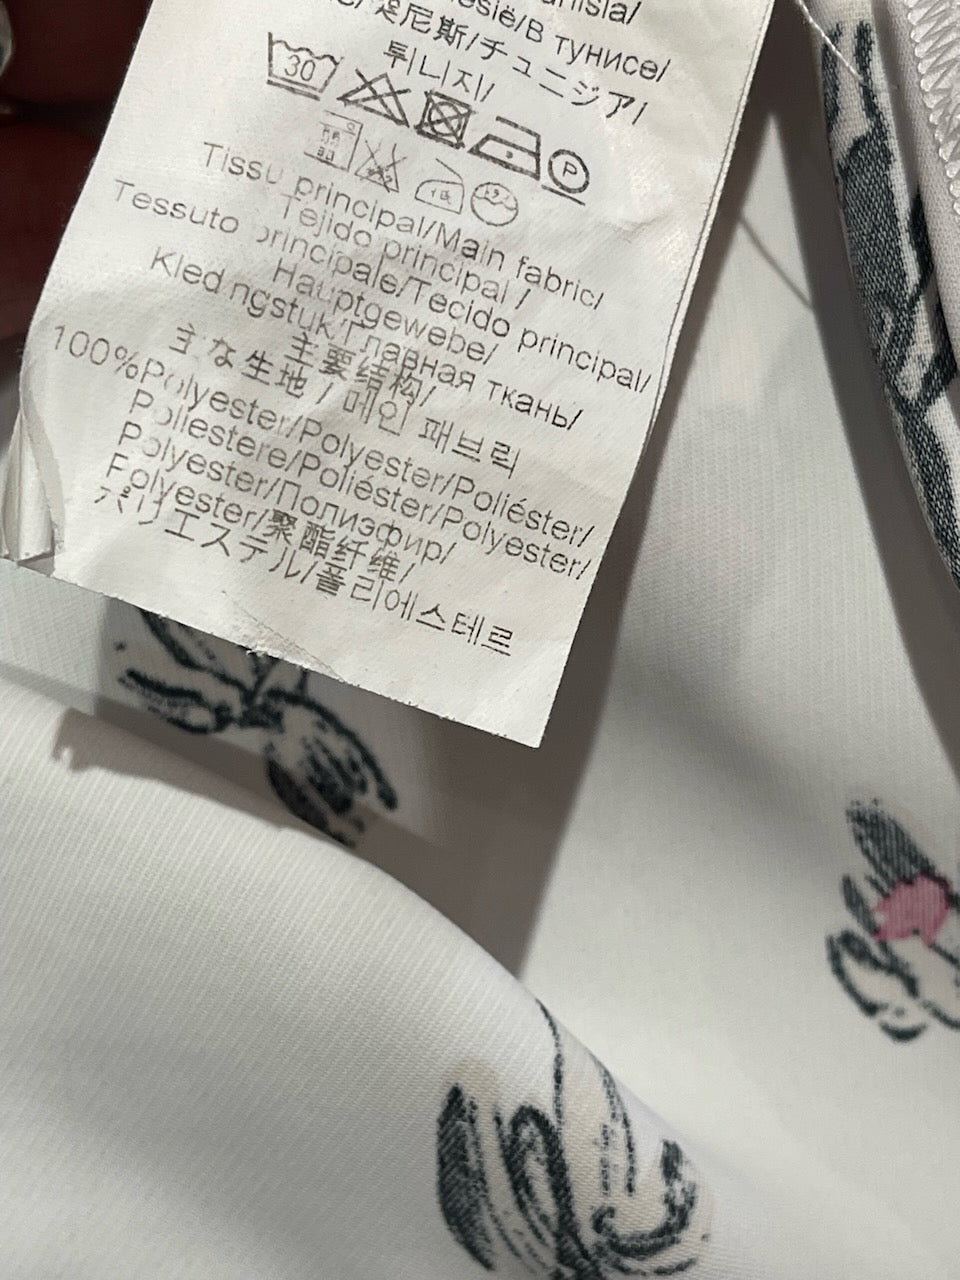 в тунисе/
尼斯/チュニジア/
튀니지/
30 P
Tissu principal/Main fabric/
Tejido principal /
Tessuto principale/Tecido principal/
Hauptgewebe/
Kledingstuk/Главная ткань/
主要结构/
主な生地 / 메인 패브릭
100%Polyester/Polyester/Poliéster/
Poliestere/Poliéster/Polyester/
Polyester/Полиэфир/
Polyester/聚酯纤维/
ポリエステル/폴리에스테르